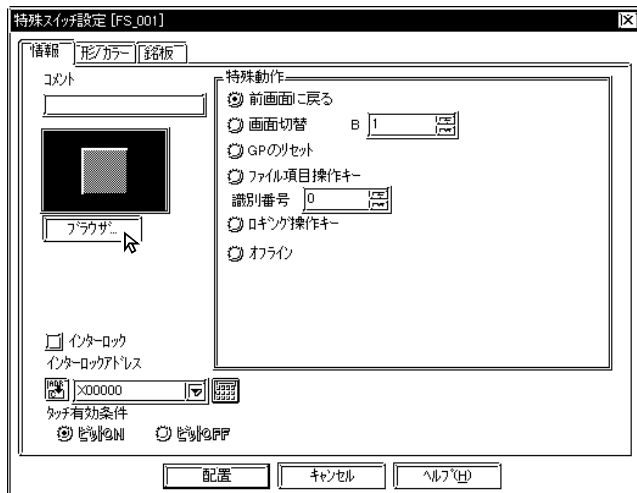 特殊スイッチ設定 [FS_001]
情報 形/カラー 銘板
コメント
ブラウザ...
特殊動作
前画面に戻る
画面切替 B 1
GPのリセット
ファイル項目操作キー
識別番号 0
ロギング操作キー
オフライン
インターロック
インターロックアドレス
X00000
タッチ有効条件
ビットON ビットOFF
配置 キャンセル ヘルプ(H)